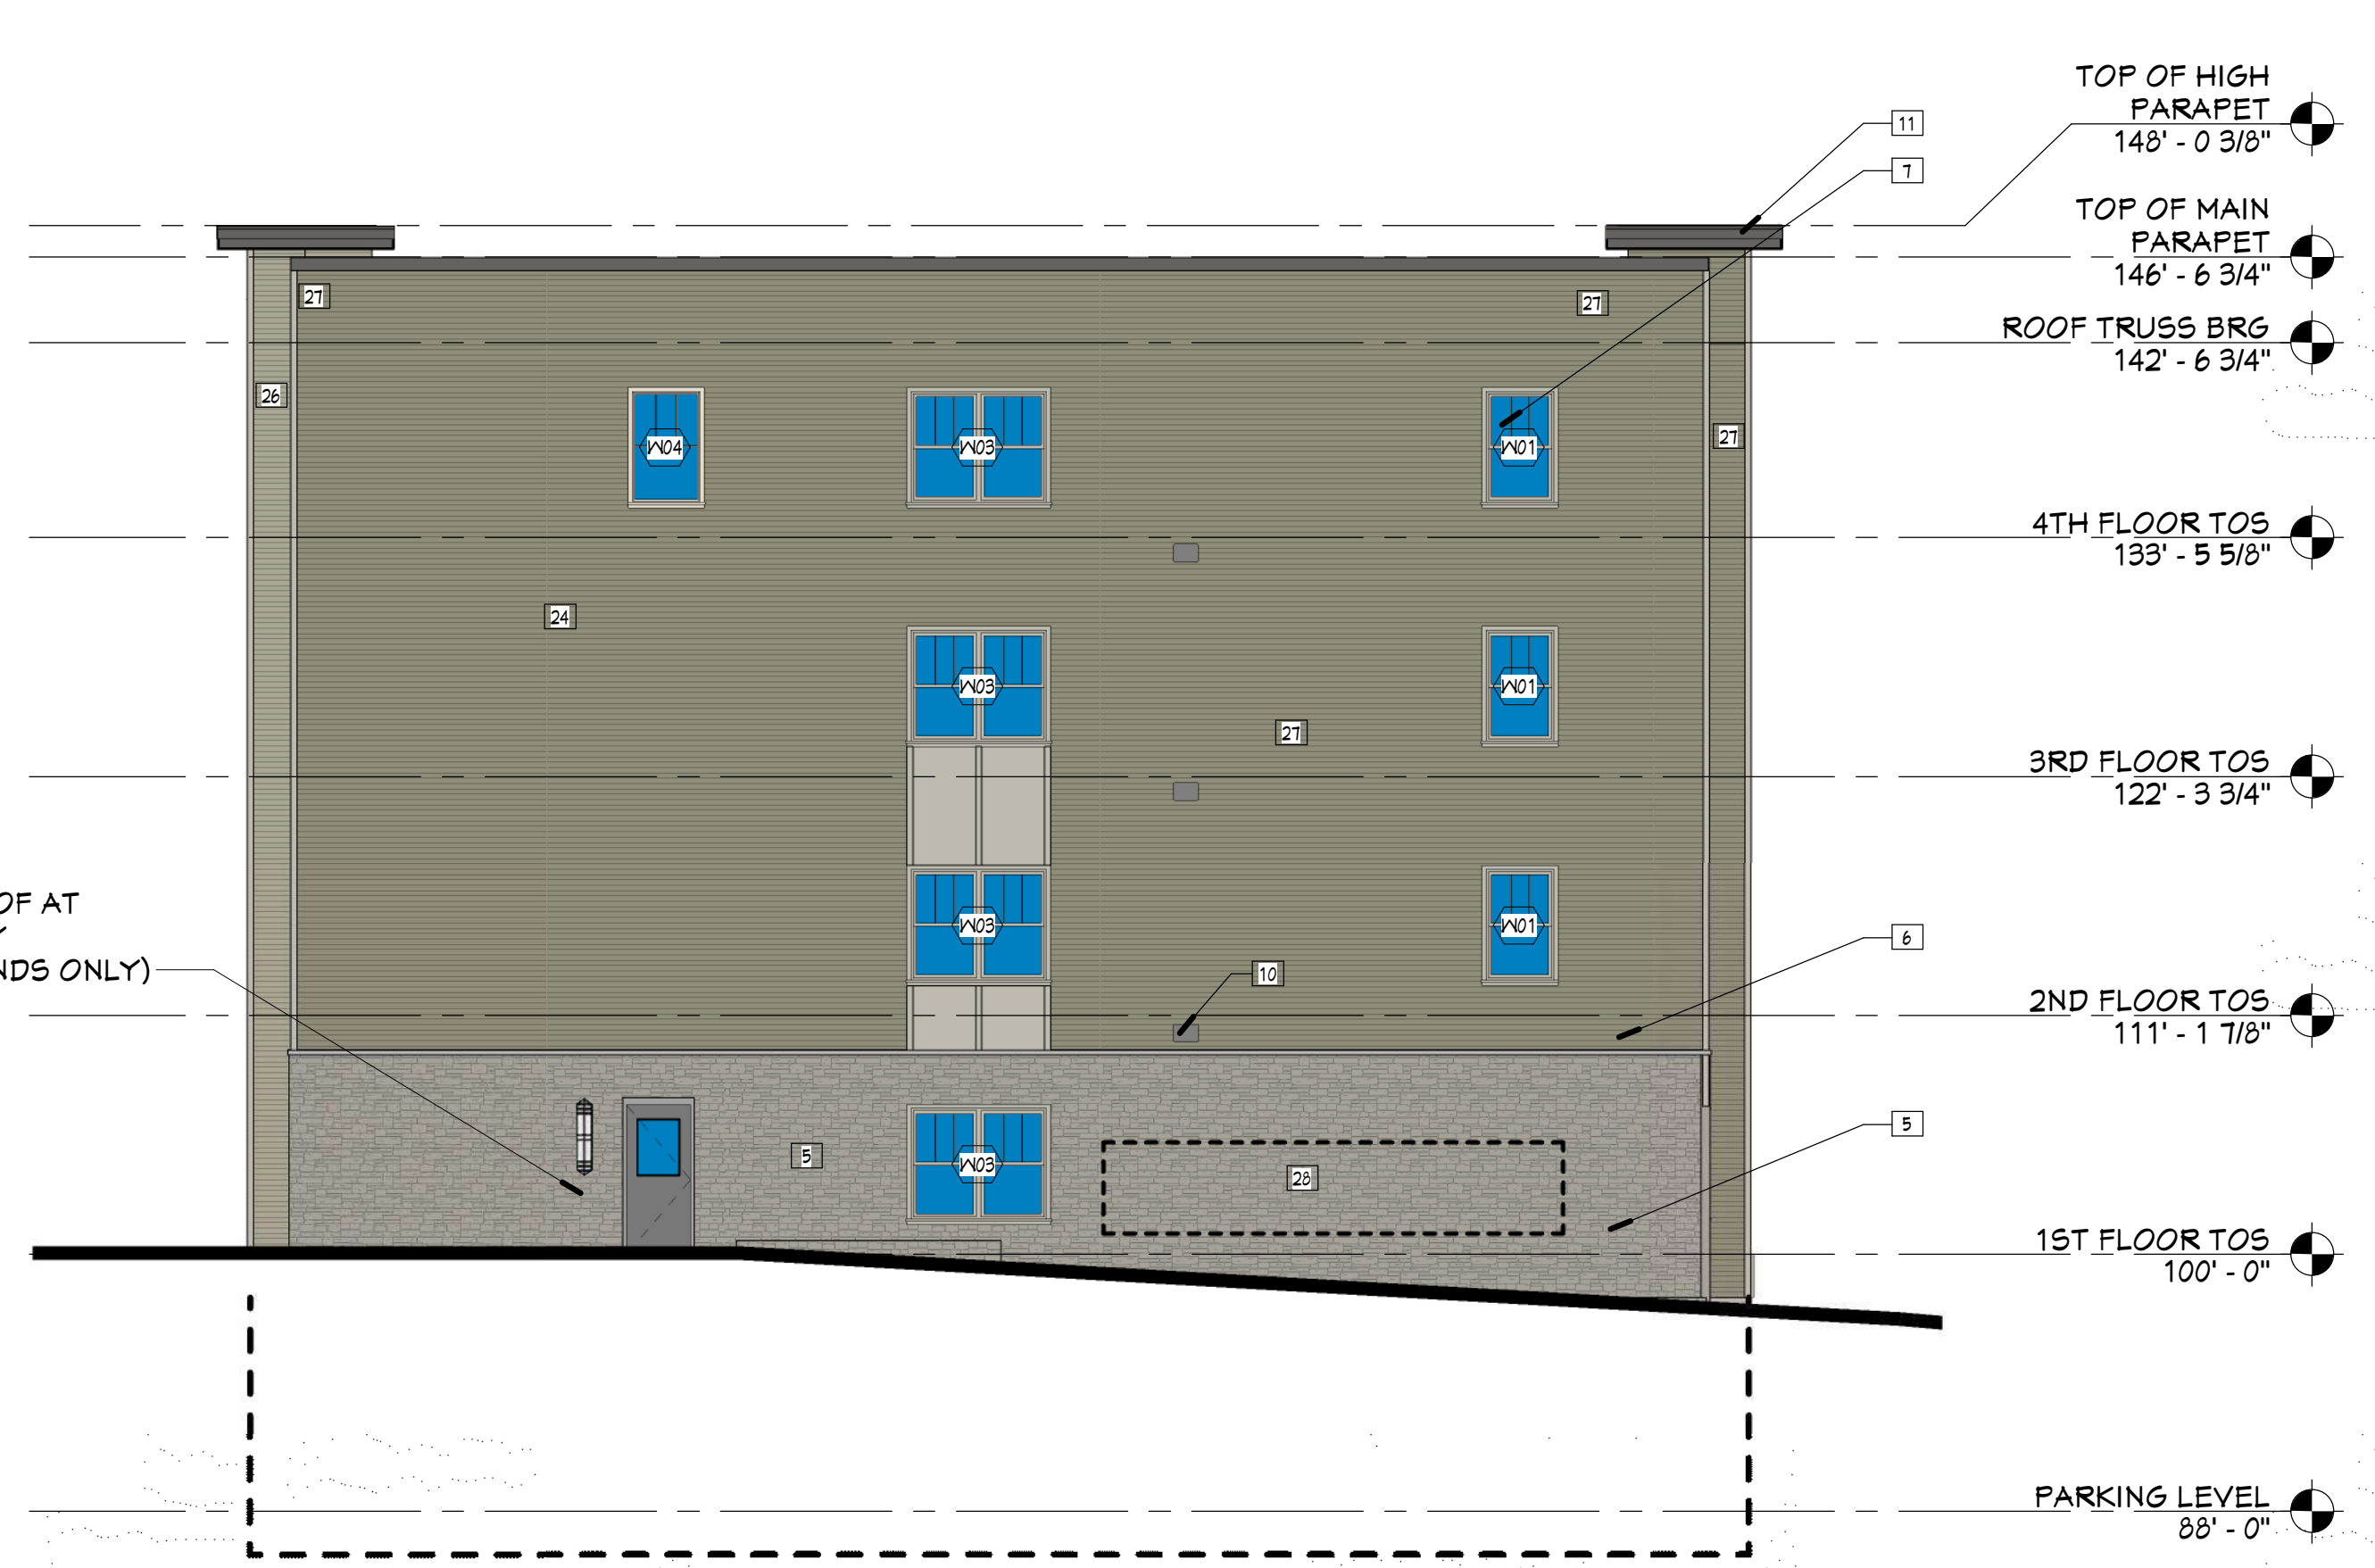 TOP OF HIGH
PARAPET
148' - 0 3/8"
11
7
TOP OF MAIN
PARAPET
146' - 6 3/4"
27
27
ROOF TRUSS BRG
142' - 6 3/4"
26
27
W04
W03
W01
4TH FLOOR TOS
133' - 5 5/8"
24
W03
W01
27
3RD FLOOR TOS
122' - 3 3/4"
OF AT
NDS ONLY)
W03
W01
6
10
2ND FLOOR TOS
111' - 1 7/8"
5
5
W03
28
1ST FLOOR TOS
100' - 0"
PARKING LEVEL
88' - 0"